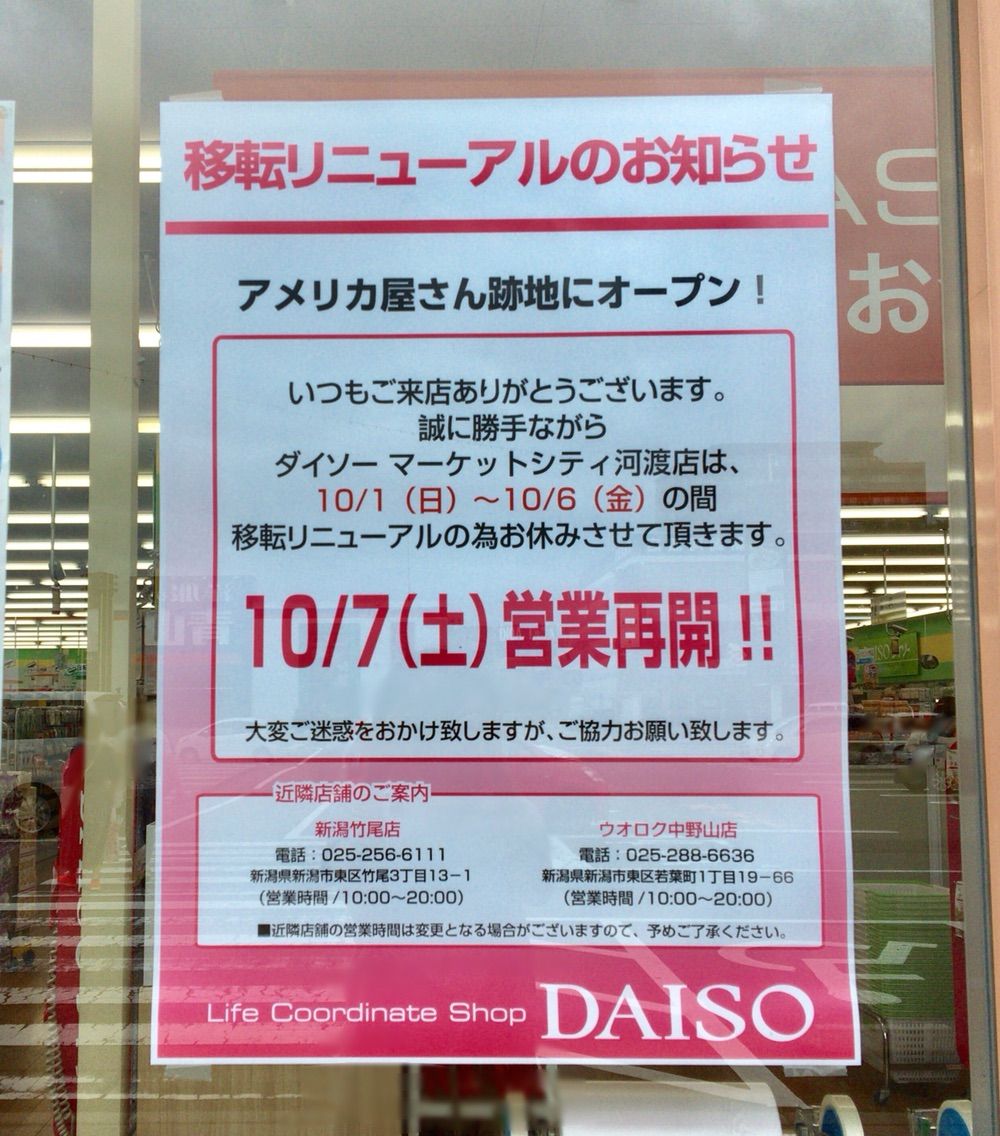 移転リニューアルのお知らせ
アメリカ屋さん跡地にオープン！
いつもご来店ありがとうございます。
誠に勝手ながら
ダイソー マーケットシティ河渡店は、
10/1（日）～10/6（金）の間
移転リニューアルの為お休みさせて頂きます。
10/7(土)営業再開!!
大変ご迷惑をおかけ致しますが、ご協力お願い致します。
近隣店舗のご案内
新潟竹尾店
電話：025-256-6111
新潟県新潟市東区竹尾3丁目13－1
（営業時間/10:00～20:00）
ウオロク中野山店
電話：025-288-6636
新潟県新潟市東区若葉町1丁目19－66
（営業時間/10:00～20:00）
■近隣店舗の営業時間は変更となる場合がございますので、予めご了承ください。
Life Coordinate Shop DAISO
お